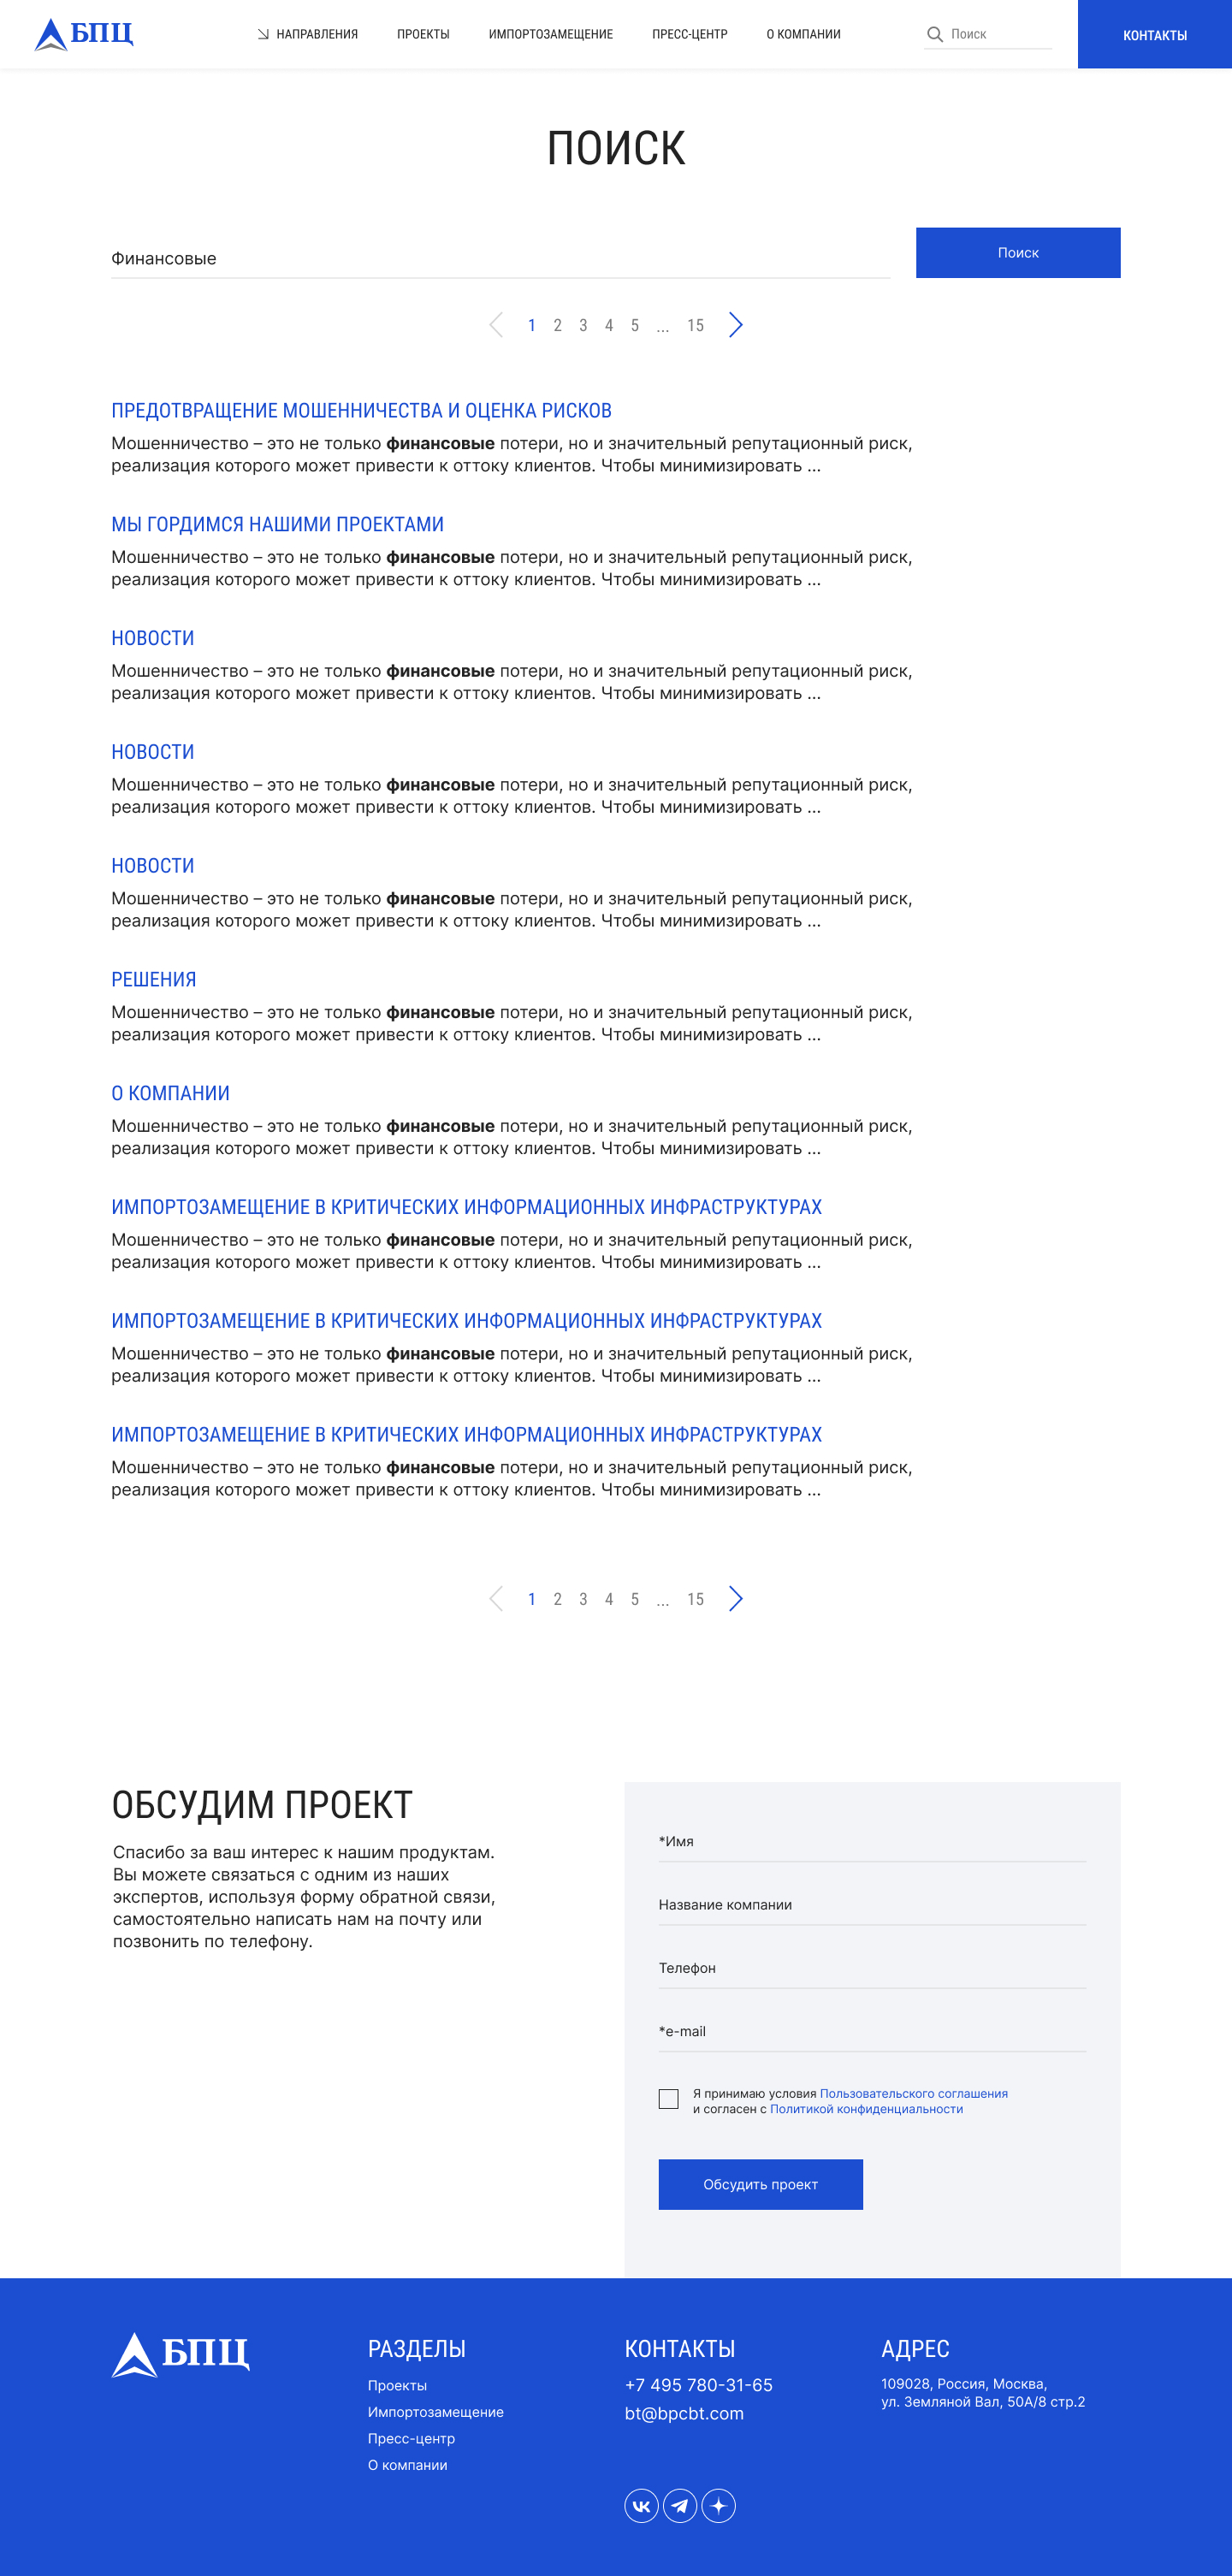 БПЦ
НАПРАВЛЕНИЯ ПРОЕКТЫ ИМПОРТОЗАМЕЩЕНИЕ ПРЕСС-ЦЕНТР О КОМПАНИИ Поиск КОНТАКТЫ
ПОИСК
Финансовые
Поиск
1 2 3 4 5 ... 15
ПРЕДОТВРАЩЕНИЕ МОШЕННИЧЕСТВА И ОЦЕНКА РИСКОВ
Мошенничество – это не только финансовые потери, но и значительный репутационный риск,
реализация которого может привести к оттоку клиентов. Чтобы минимизировать ...
МЫ ГОРДИМСЯ НАШИМИ ПРОЕКТАМИ
Мошенничество – это не только финансовые потери, но и значительный репутационный риск,
реализация которого может привести к оттоку клиентов. Чтобы минимизировать ...
НОВОСТИ
Мошенничество – это не только финансовые потери, но и значительный репутационный риск,
реализация которого может привести к оттоку клиентов. Чтобы минимизировать ...
НОВОСТИ
Мошенничество – это не только финансовые потери, но и значительный репутационный риск,
реализация которого может привести к оттоку клиентов. Чтобы минимизировать ...
НОВОСТИ
Мошенничество – это не только финансовые потери, но и значительный репутационный риск,
реализация которого может привести к оттоку клиентов. Чтобы минимизировать ...
РЕШЕНИЯ
Мошенничество – это не только финансовые потери, но и значительный репутационный риск,
реализация которого может привести к оттоку клиентов. Чтобы минимизировать ...
О КОМПАНИИ
Мошенничество – это не только финансовые потери, но и значительный репутационный риск,
реализация которого может привести к оттоку клиентов. Чтобы минимизировать ...
ИМПОРТОЗАМЕЩЕНИЕ В КРИТИЧЕСКИХ ИНФОРМАЦИОННЫХ ИНФРАСТРУКТУРАХ
Мошенничество – это не только финансовые потери, но и значительный репутационный риск,
реализация которого может привести к оттоку клиентов. Чтобы минимизировать ...
ИМПОРТОЗАМЕЩЕНИЕ В КРИТИЧЕСКИХ ИНФОРМАЦИОННЫХ ИНФРАСТРУКТУРАХ
Мошенничество – это не только финансовые потери, но и значительный репутационный риск,
реализация которого может привести к оттоку клиентов. Чтобы минимизировать ...
ИМПОРТОЗАМЕЩЕНИЕ В КРИТИЧЕСКИХ ИНФОРМАЦИОННЫХ ИНФРАСТРУКТУРАХ
Мошенничество – это не только финансовые потери, но и значительный репутационный риск,
реализация которого может привести к оттоку клиентов. Чтобы минимизировать ...
1 2 3 4 5 ... 15
ОБСУДИМ ПРОЕКТ
Спасибо за ваш интерес к нашим продуктам.
Вы можете связаться с одним из наших
экспертов, используя форму обратной связи,
самостоятельно написать нам на почту или
позвонить по телефону.
*Имя
Название компании
Телефон
*e-mail
Я принимаю условия Пользовательского соглашения
и согласен с Политикой конфиденциальности
Обсудить проект
БПЦ
РАЗДЕЛЫ
Проекты
Импортозамещение
Пресс-центр
О компании
КОНТАКТЫ
+7 495 780-31-65
bt@bpcbt.com
АДРЕС
109028, Россия, Москва,
ул. Земляной Вал, 50А/8 стр.2